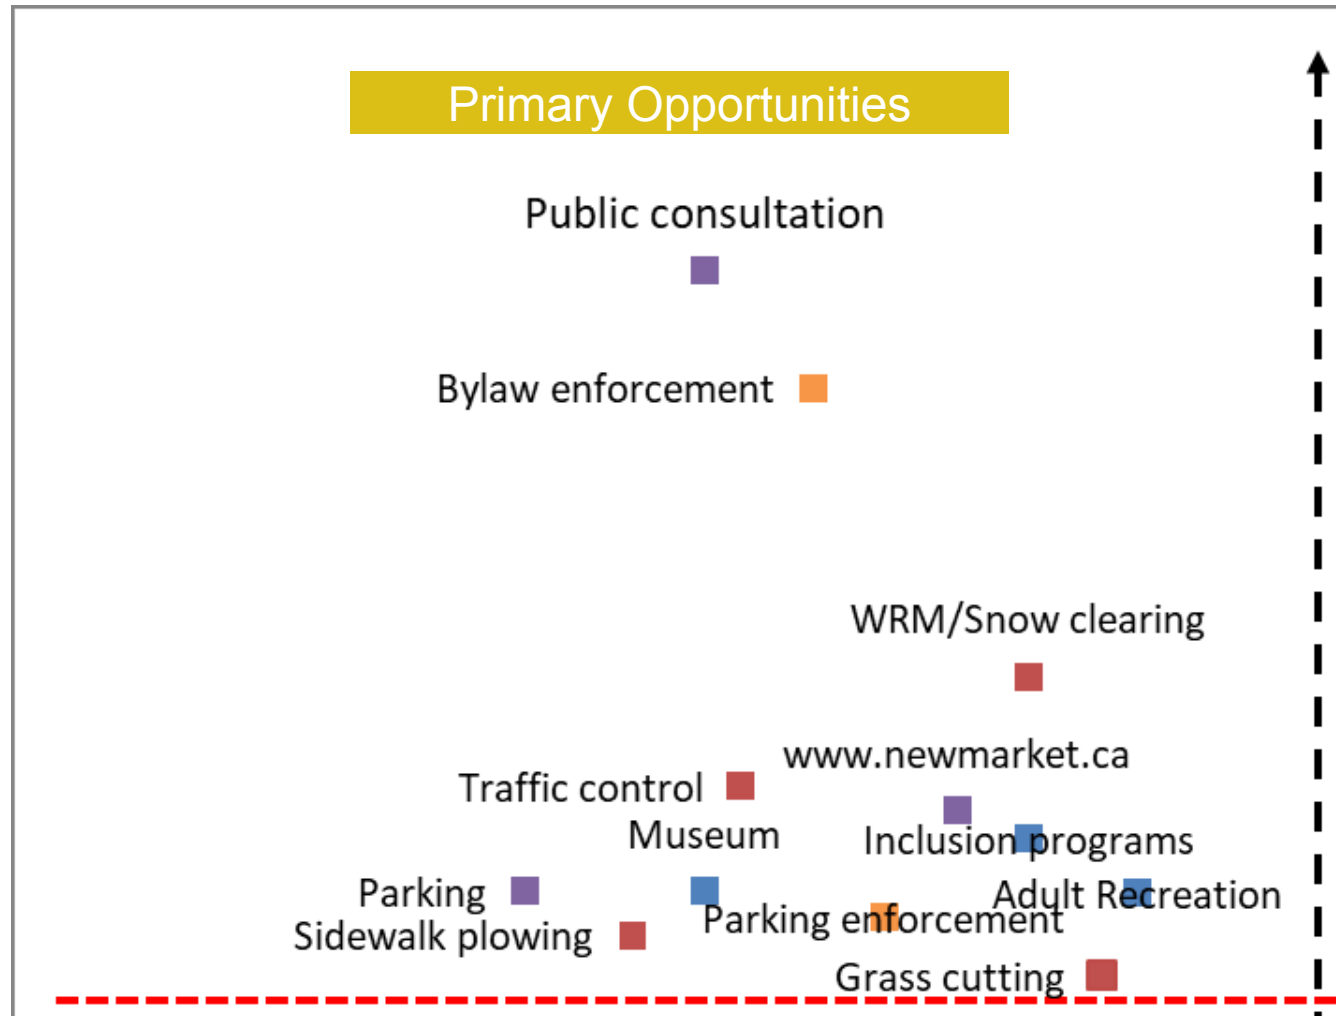 Primary Opportunities
Public consultation
Bylaw enforcement
WRM/Snow clearing
www.newmarket.ca
Traffic control
Museum
Inclusion programs
Parking
Adult Recreation
Parking enforcement
Sidewalk plowing
Grass cutting